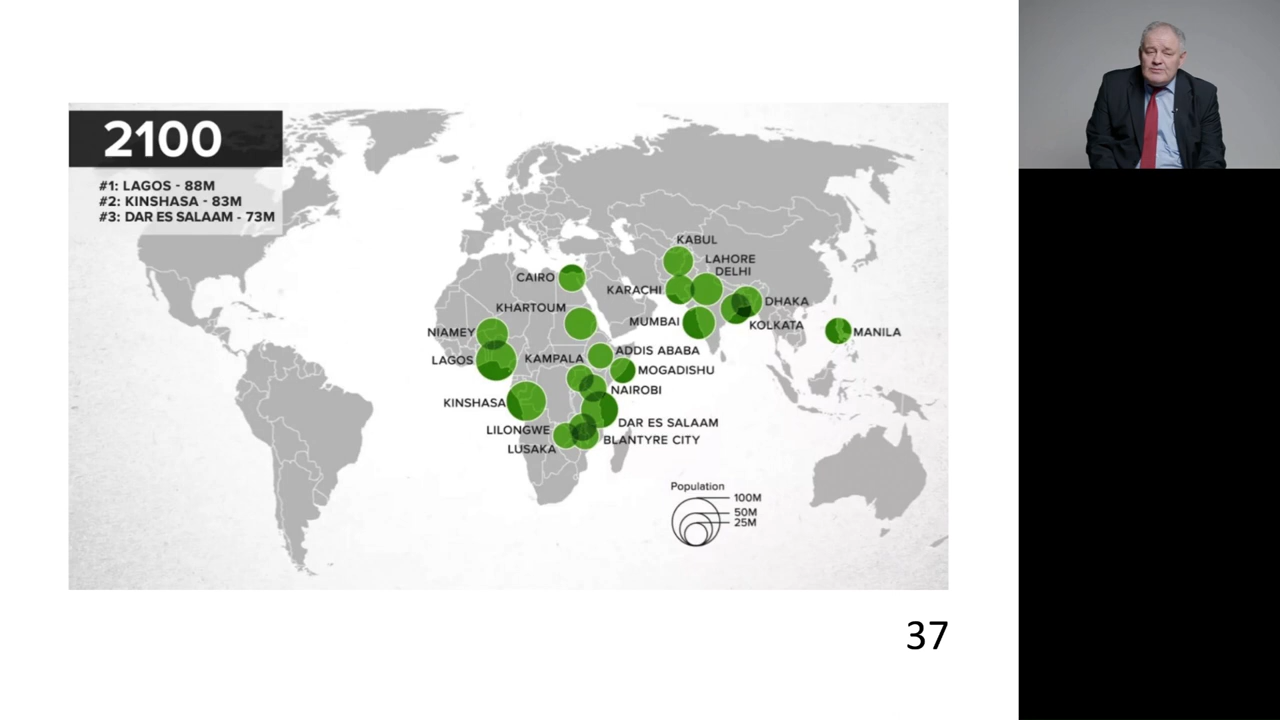 2100
#1: LAGOS - 88M
#2: KINSHASA - 83M
#3: DAR ES SALAAM - 73M
KABUL
LAHORE
DELHI
CAIRO
KARACHI
DHAKA
KHARTOUM
MUMBAI
KOLKATA
MANILA
NIAMEY
ADDIS ABABA
LAGOS
KAMPALA
MOGADISHU
NAIROBI
KINSHASA
DAR ES SALAAM
LILONGWE
BLANTYRE CITY
LUSAKA
Population
100M
50M
25M
37